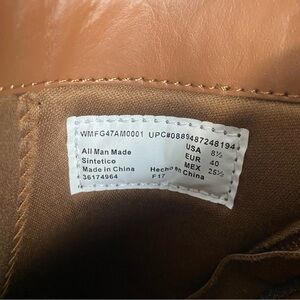 WMFG47AM0001 UPC#0889487248194
All Man Made USA 8½
Sintetico EUR 40
Made in China MEX 25½
36174964 F17 Hecho en China